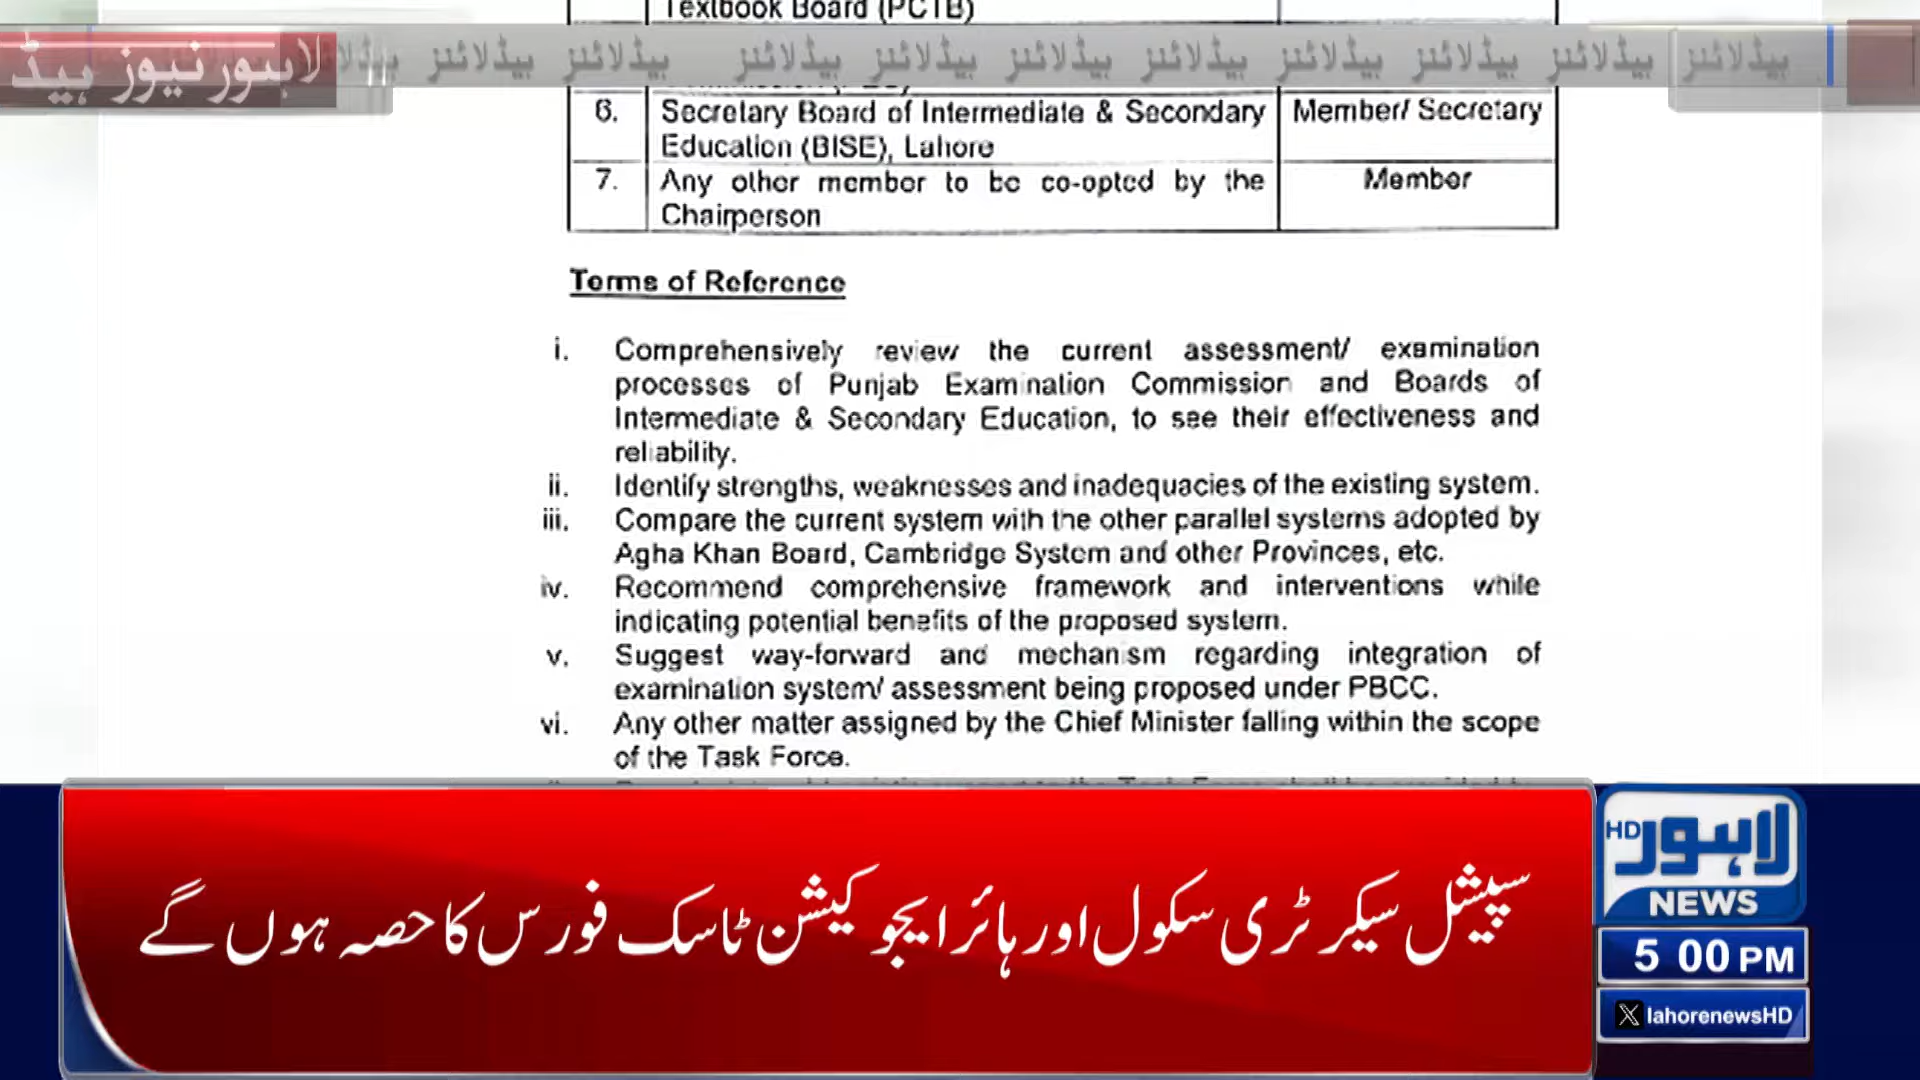 Textbook Board (PCTB)
لاہور نیوز ہیڈ
ہیڈلائنز ہیڈلائنز ہیڈلائنز ہیڈلائنز ہیڈلائنز ہیڈلائنز ہیڈلائنز ہیڈلائنز ہیڈلائنز ہیڈلائنز
6. Secretary Board of Intermediate & Secondary Member/ Secretary
Education (BISE), Lahore
7. Any other member to be co-opted by the Member
Chairperson
Terms of Reference
i. Comprehensively review the current assessment/ examination
processes of Punjab Examination Commission and Boards of
Intermediate & Secondary Education, to see their effectiveness and
reliability.
ii. Identify strengths, weaknesses and inadequacies of the existing system.
iii. Compare the current system with the other parallel systems adopted by
Agha Khan Board, Cambridge System and other Provinces, etc.
iv. Recommend comprehensive framework and interventions while
indicating potential benefits of the proposed system.
v. Suggest way-forward and mechanism regarding integration of
examination system/ assessment being proposed under PBCC.
vi. Any other matter assigned by the Chief Minister falling within the scope
of the Task Force.
سپیشل سیکرٹری سکول اور ہائر ایجوکیشن ٹاسک فورس کا حصہ ہوں گے
لاہور HD
NEWS
5 00 PM
X lahorenewsHD